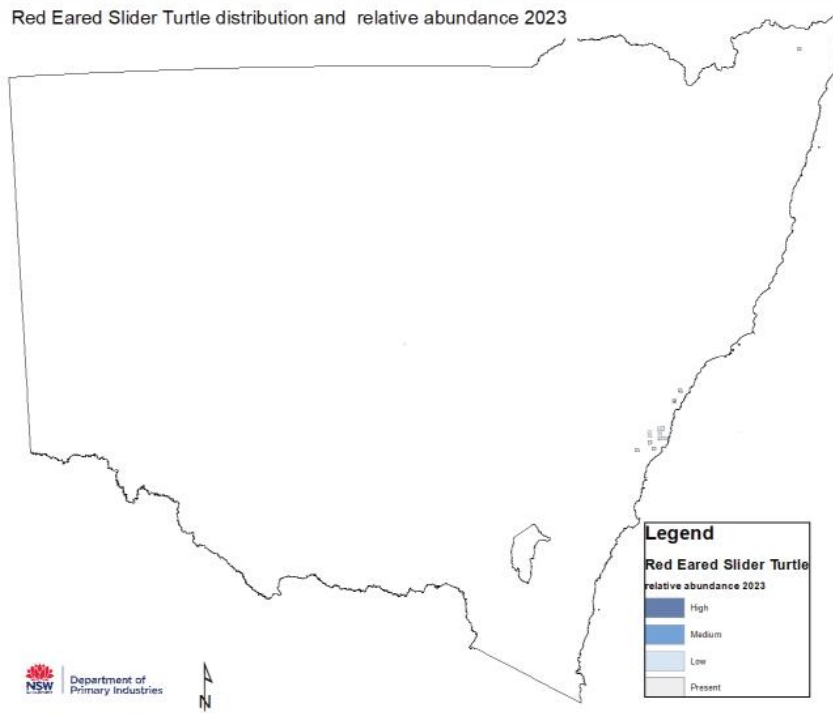 Red Eared Slider Turtle distribution and relative abundance 2023
Legend
Red Eared Slider Turtle
relative abundance 2023
High
Medium
Low
Present
NSW
Department of
Primary Industries
N